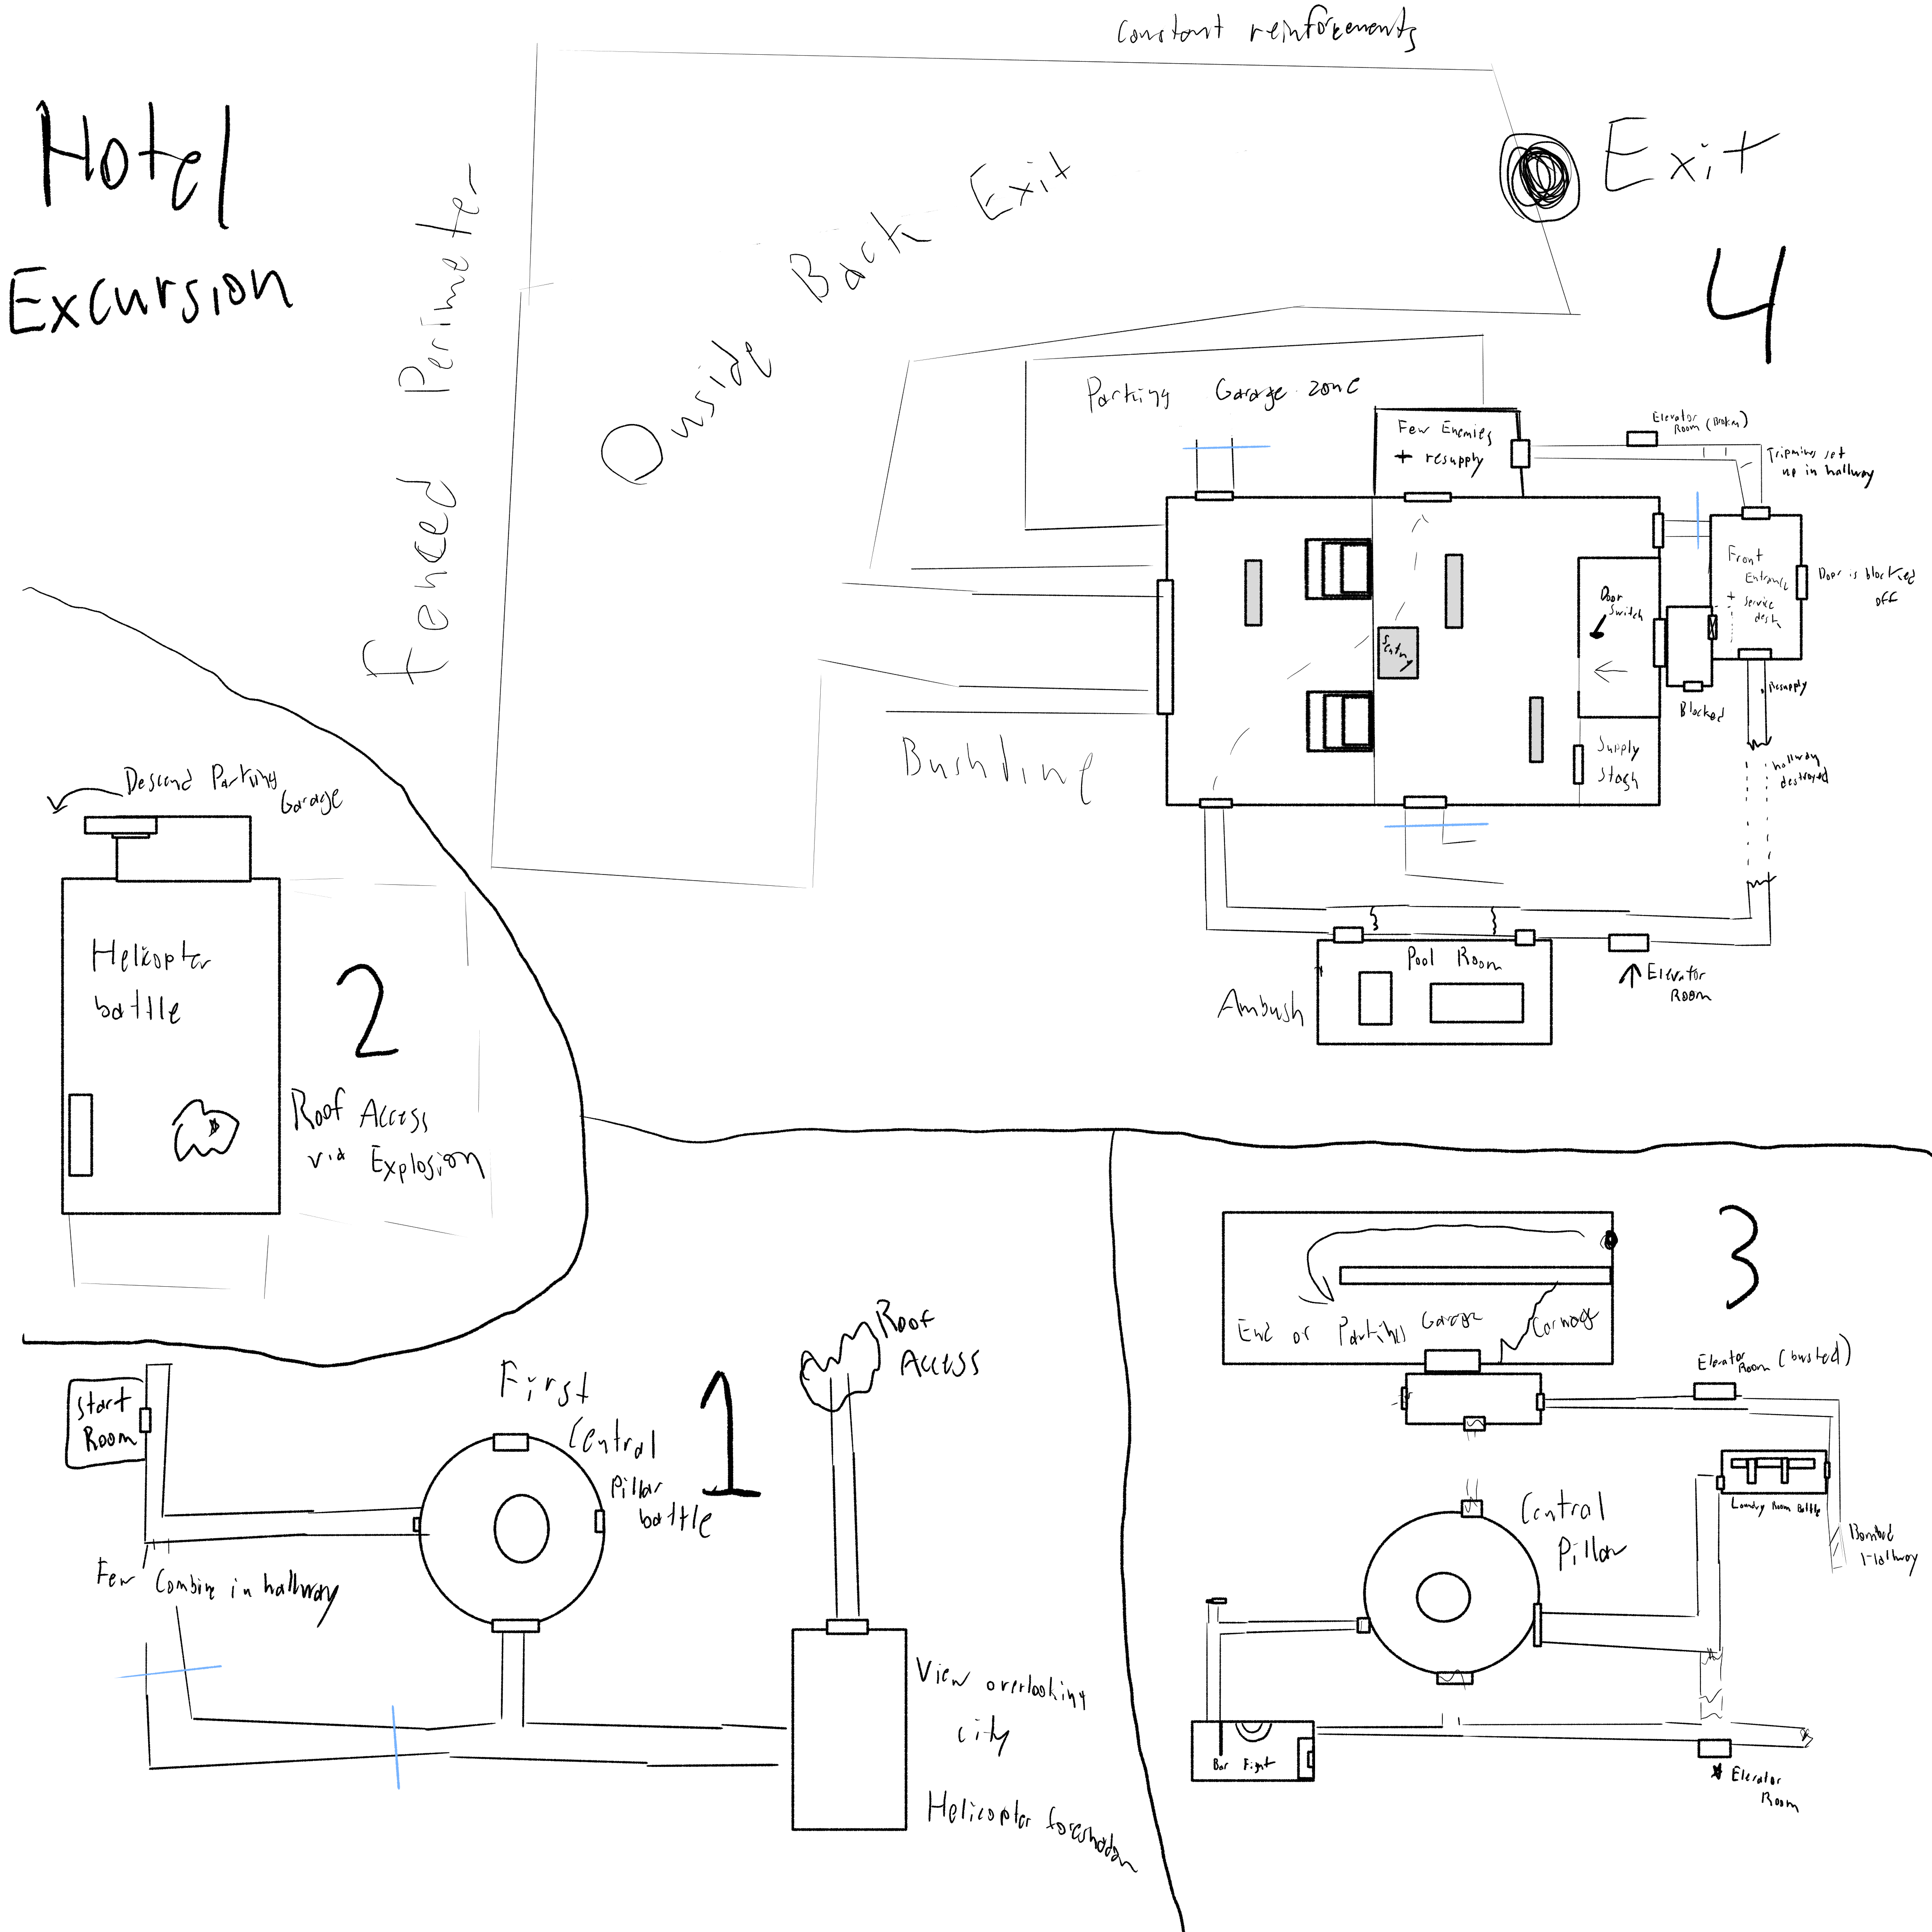 Hotel
Excursion
constant reinforcements
Exit
4
Fenced Perimeter
Onside Back Exit
Bushline
Parking Garage zone
Few Enemies
+ resupply
Elevator
Room (Broken)
Tripmines set
up in hallway
Front
Entrance
+
service
desk
Door is blocked
off
Door
Switch
Sentry
Blocked
Supply
Stash
Resupply
hallway
destroyed
Pool Room
Ambush
Elevator
Room
Descend Parking
Garage
Helicopter
battle
2
Roof Access
via Explosion
Start
Room
Few Combine in hallway
First
Central
Pillar
battle
1
Roof
Access
View overlooking
city
Helicopter foreshadow
3
End of Parking Garage
Carnage
Elevator
Room (busted)
Laundry Room Battle
Bombed
Hallway
Central
Pillar
Bar Fight
Elevator
Room